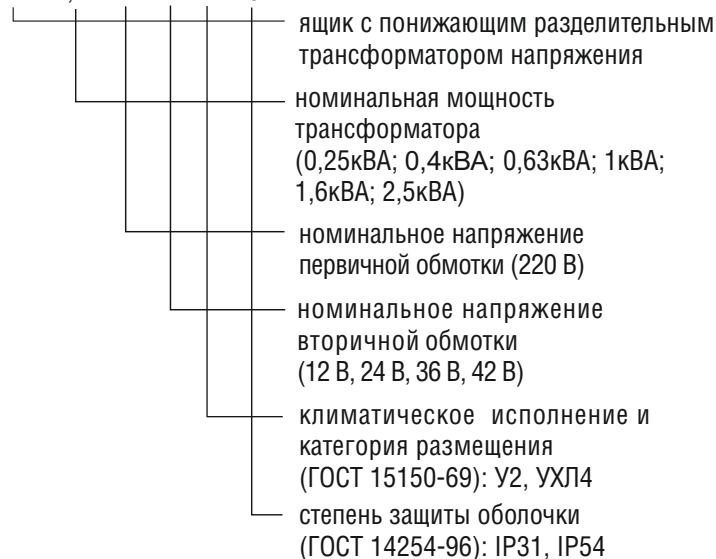 ящик с понижающим разделительным
трансформатором напряжения
номинальная мощность
трансформатора
(0,25кВА; 0,4кВА; 0,63кВА; 1кВА;
1,6кВА; 2,5кВА)
номинальное напряжение
первичной обмотки (220 В)
номинальное напряжение
вторичной обмотки
(12 В, 24 В, 36 В, 42 В)
климатическое исполнение и
категория размещения
(ГОСТ 15150-69): У2, УХЛ4
степень защиты оболочки
(ГОСТ 14254-96): IP31, IP54